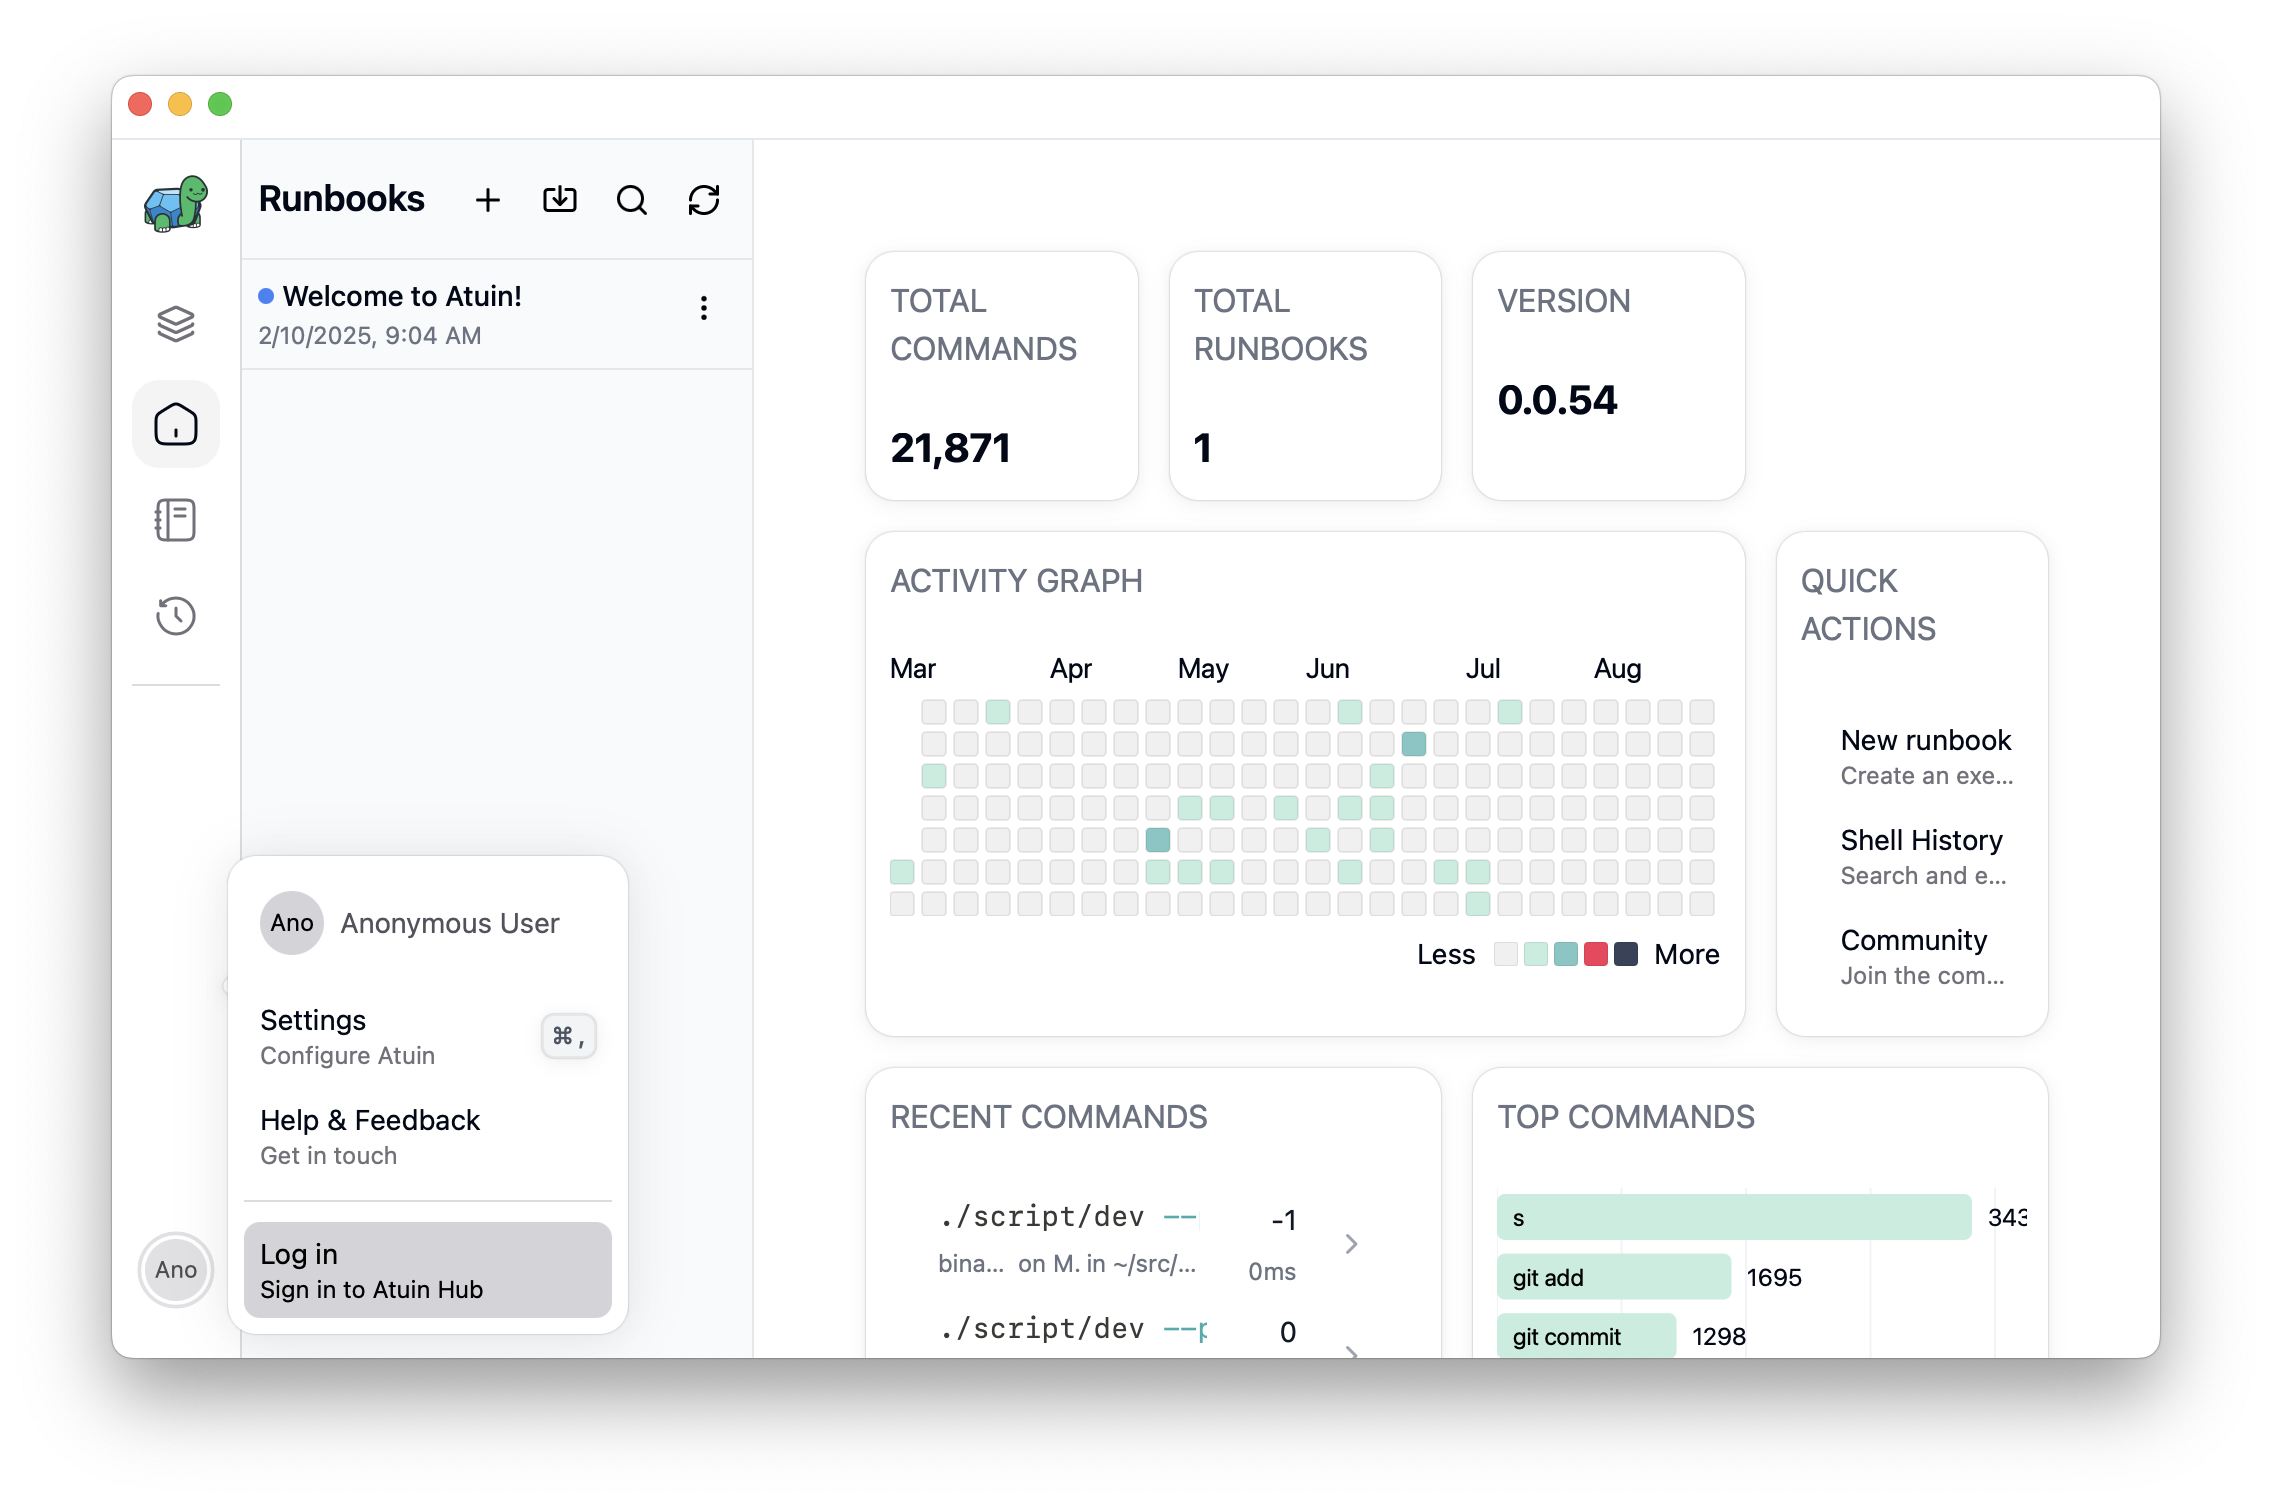 Runbooks
Welcome to Atuin!
2/10/2025, 9:04 AM
Ano
Anonymous User
Settings
Configure Atuin
⌘ ,
Help & Feedback
Get in touch
Log in
Sign in to Atuin Hub
Ano
TOTAL
COMMANDS
21,871
TOTAL
RUNBOOKS
1
VERSION
0.0.54
ACTIVITY GRAPH
Mar Apr May Jun Jul Aug
Less More
QUICK
ACTIONS
New runbook
Create an exe...
Shell History
Search and e...
Community
Join the com...
RECENT COMMANDS
./script/dev -- -1
bina... on M. in ~/src/... 0ms
./script/dev --p 0
TOP COMMANDS
s 343
git add 1695
git commit 1298